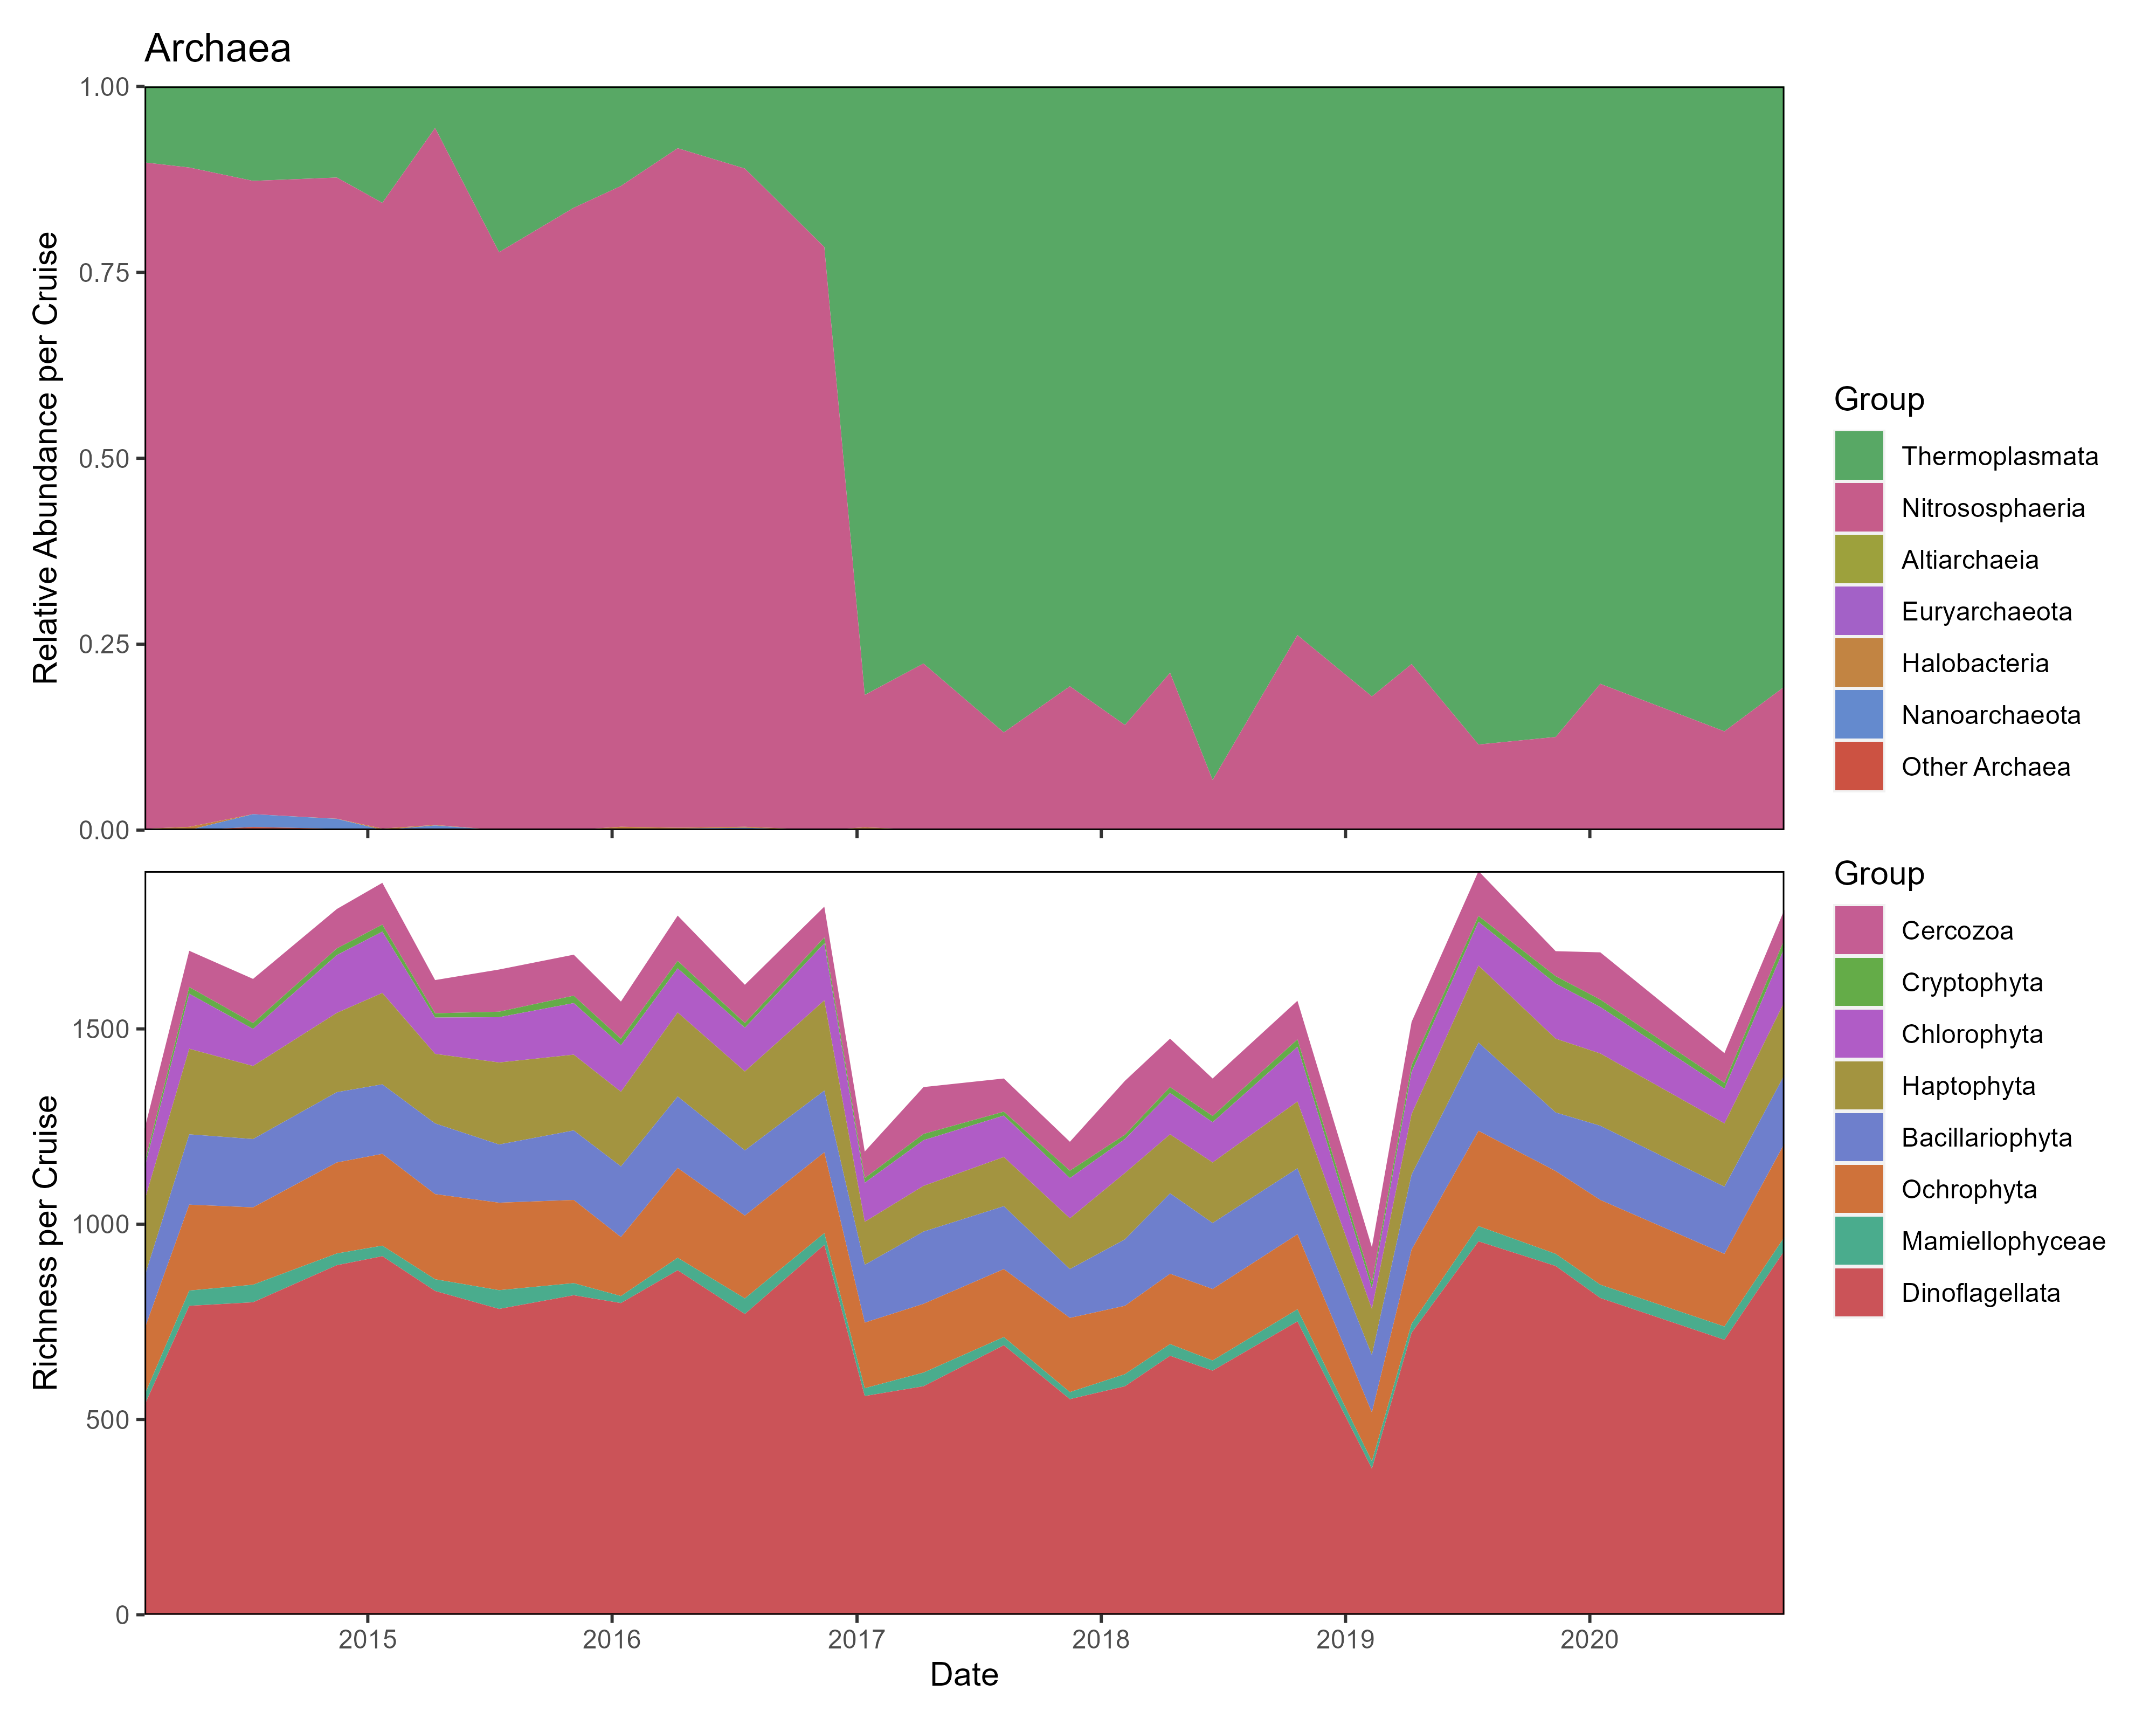 Archaea
Relative Abundance per Cruise
1.00
0.75
0.50
0.25
0.00
Group
Thermoplasmata
Nitrososphaeria
Altiarchaeia
Euryarchaeota
Halobacteria
Nanoarchaeota
Other Archaea
Richness per Cruise
1500
1000
500
0
2015 2016 2017 2018 2019 2020
Date
Group
Cercozoa
Cryptophyta
Chlorophyta
Haptophyta
Bacillariophyta
Ochrophyta
Mamiellophyceae
Dinoflagellata